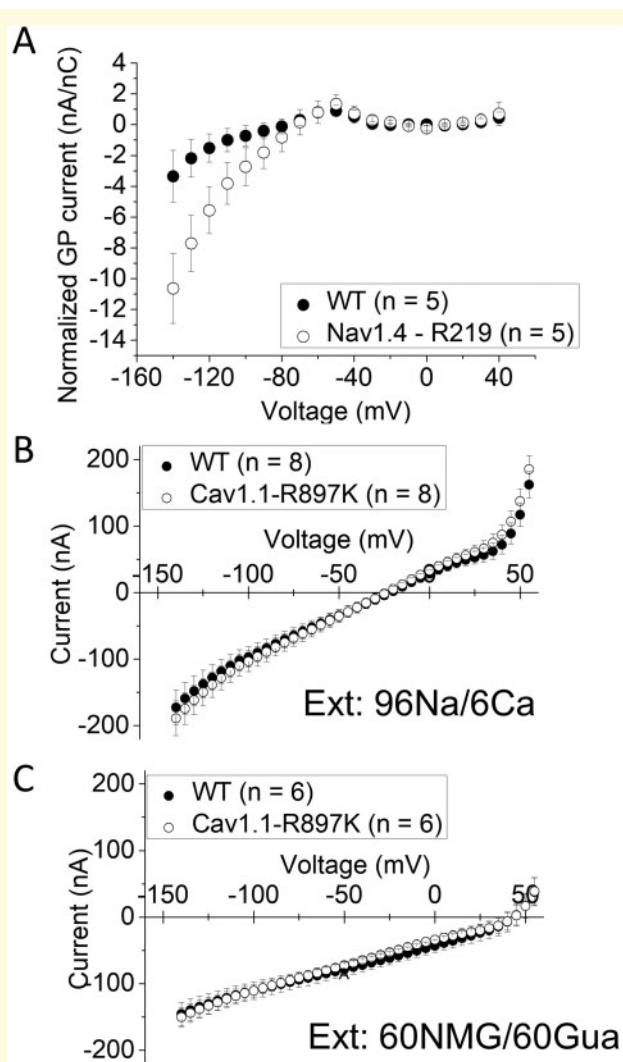 A
Normalized GP current (nA/nC)
4
2
0
-2
-4
-6
-8
-10
-12
-14
WT (n = 5)
Nav1.4 - R219 (n = 5)
-160 -120 -80 -40 0 40
Voltage (mV)
B
200
WT (n = 8)
Cav1.1-R897K (n = 8)
Voltage (mV)
100
-150 -100 -50 0 50
0
Current (nA)
-100
-200
Ext: 96Na/6Ca
C
200
WT (n = 6)
Cav1.1-R897K (n = 6)
100
Voltage (mV)
-150 -100 -50 0 50
0
Current (nA)
-100
-200
Ext: 60NMG/60Gua